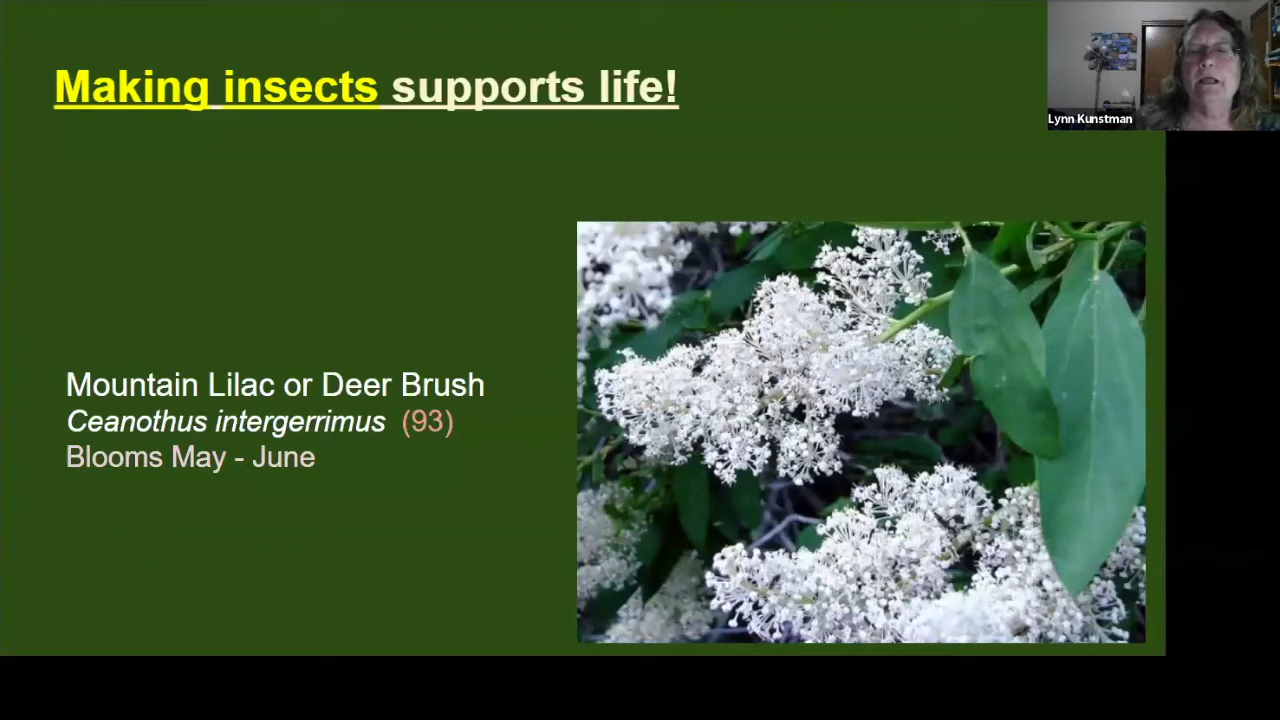 Making insects supports life!
Lynn Kunstman
Mountain Lilac or Deer Brush
Ceanothus intergerrimus (93)
Blooms May - June